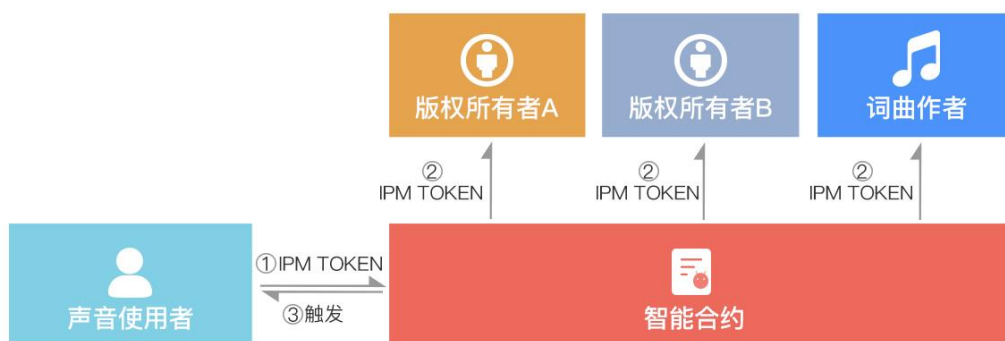 版权所有者A
版权所有者B
词曲作者
②
IPM TOKEN
②
IPM TOKEN
②
IPM TOKEN
①IPM TOKEN
③触发
声音使用者
智能合约